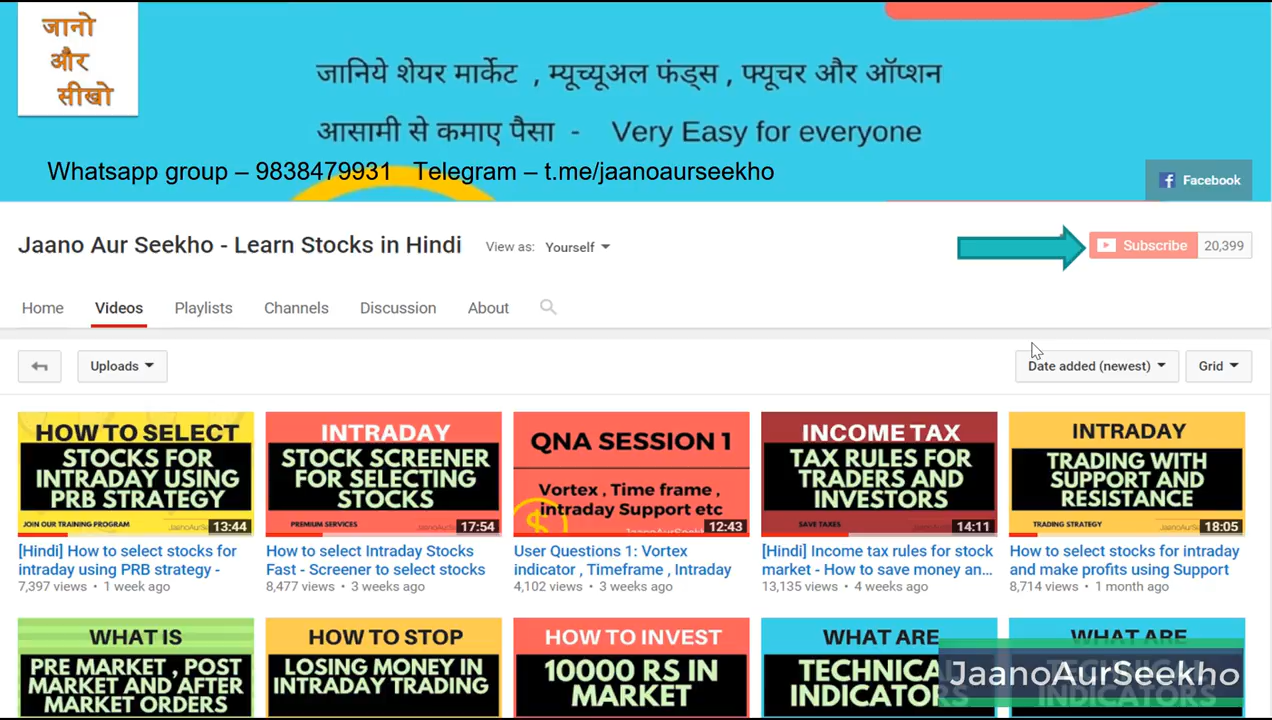 जानो
और
सीखो
जानिये शेयर मार्केट , म्यूच्यूअल फंड्स , फ्यूचर और ऑप्शन
आसामी से कमाए पैसा - Very Easy for everyone
Whatsapp group – 9838479931 Telegram – t.me/jaanoaurseekho
Facebook
Jaano Aur Seekho - Learn Stocks in Hindi
View as: Yourself
Subscribe 20,399
Home Videos Playlists Channels Discussion About
Uploads
Date added (newest)
Grid
HOW TO SELECT
STOCKS FOR
INTRADAY USING
PRB STRATEGY
JOIN OUR TRAINING PROGRAM
13:44
[Hindi] How to select stocks for
intraday using PRB strategy -
7,397 views • 1 week ago
INTRADAY
STOCK SCREENER
FOR SELECTING
STOCKS
PREMIUM SERVICES
17:54
How to select Intraday Stocks
Fast - Screener to select stocks
8,477 views • 3 weeks ago
QNA SESSION 1
Vortex , Time frame ,
intraday Support etc
12:43
User Questions 1: Vortex
indicator , Timeframe , Intraday
4,102 views • 3 weeks ago
INCOME TAX
TAX RULES FOR
TRADERS AND
INVESTORS
SAVE TAXES
14:11
[Hindi] Income tax rules for stock
market - How to save money an...
13,135 views • 4 weeks ago
INTRADAY
TRADING WITH
SUPPORT AND
RESISTANCE
TRADING STRATEGY
18:05
How to select stocks for intraday
and make profits using Support
8,714 views • 1 month ago
WHAT IS
PRE MARKET , POST
MARKET AND AFTER
MARKET ORDERS
HOW TO STOP
LOSING MONEY IN
INTRADAY TRADING
HOW TO INVEST
10000 RS IN
MARKET
WHAT ARE
TECHNICAL
INDICATORS
WHAT ARE
INDICATORS
JaanoAurSeekho